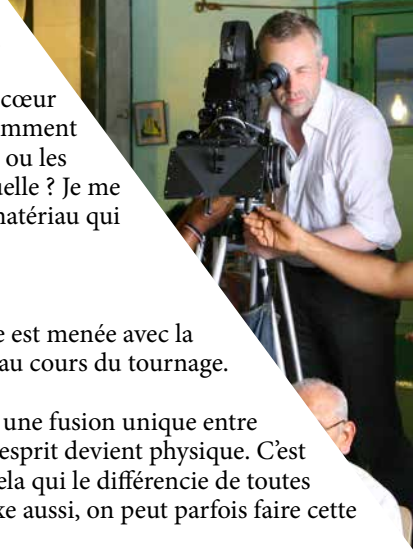 cœur
omment
ou les
uelle ? Je me
matériau qui
e est menée avec la
au cours du tournage.
une fusion unique entre
esprit devient physique. C'est
ela qui le différencie de toutes
xe aussi, on peut parfois faire cette